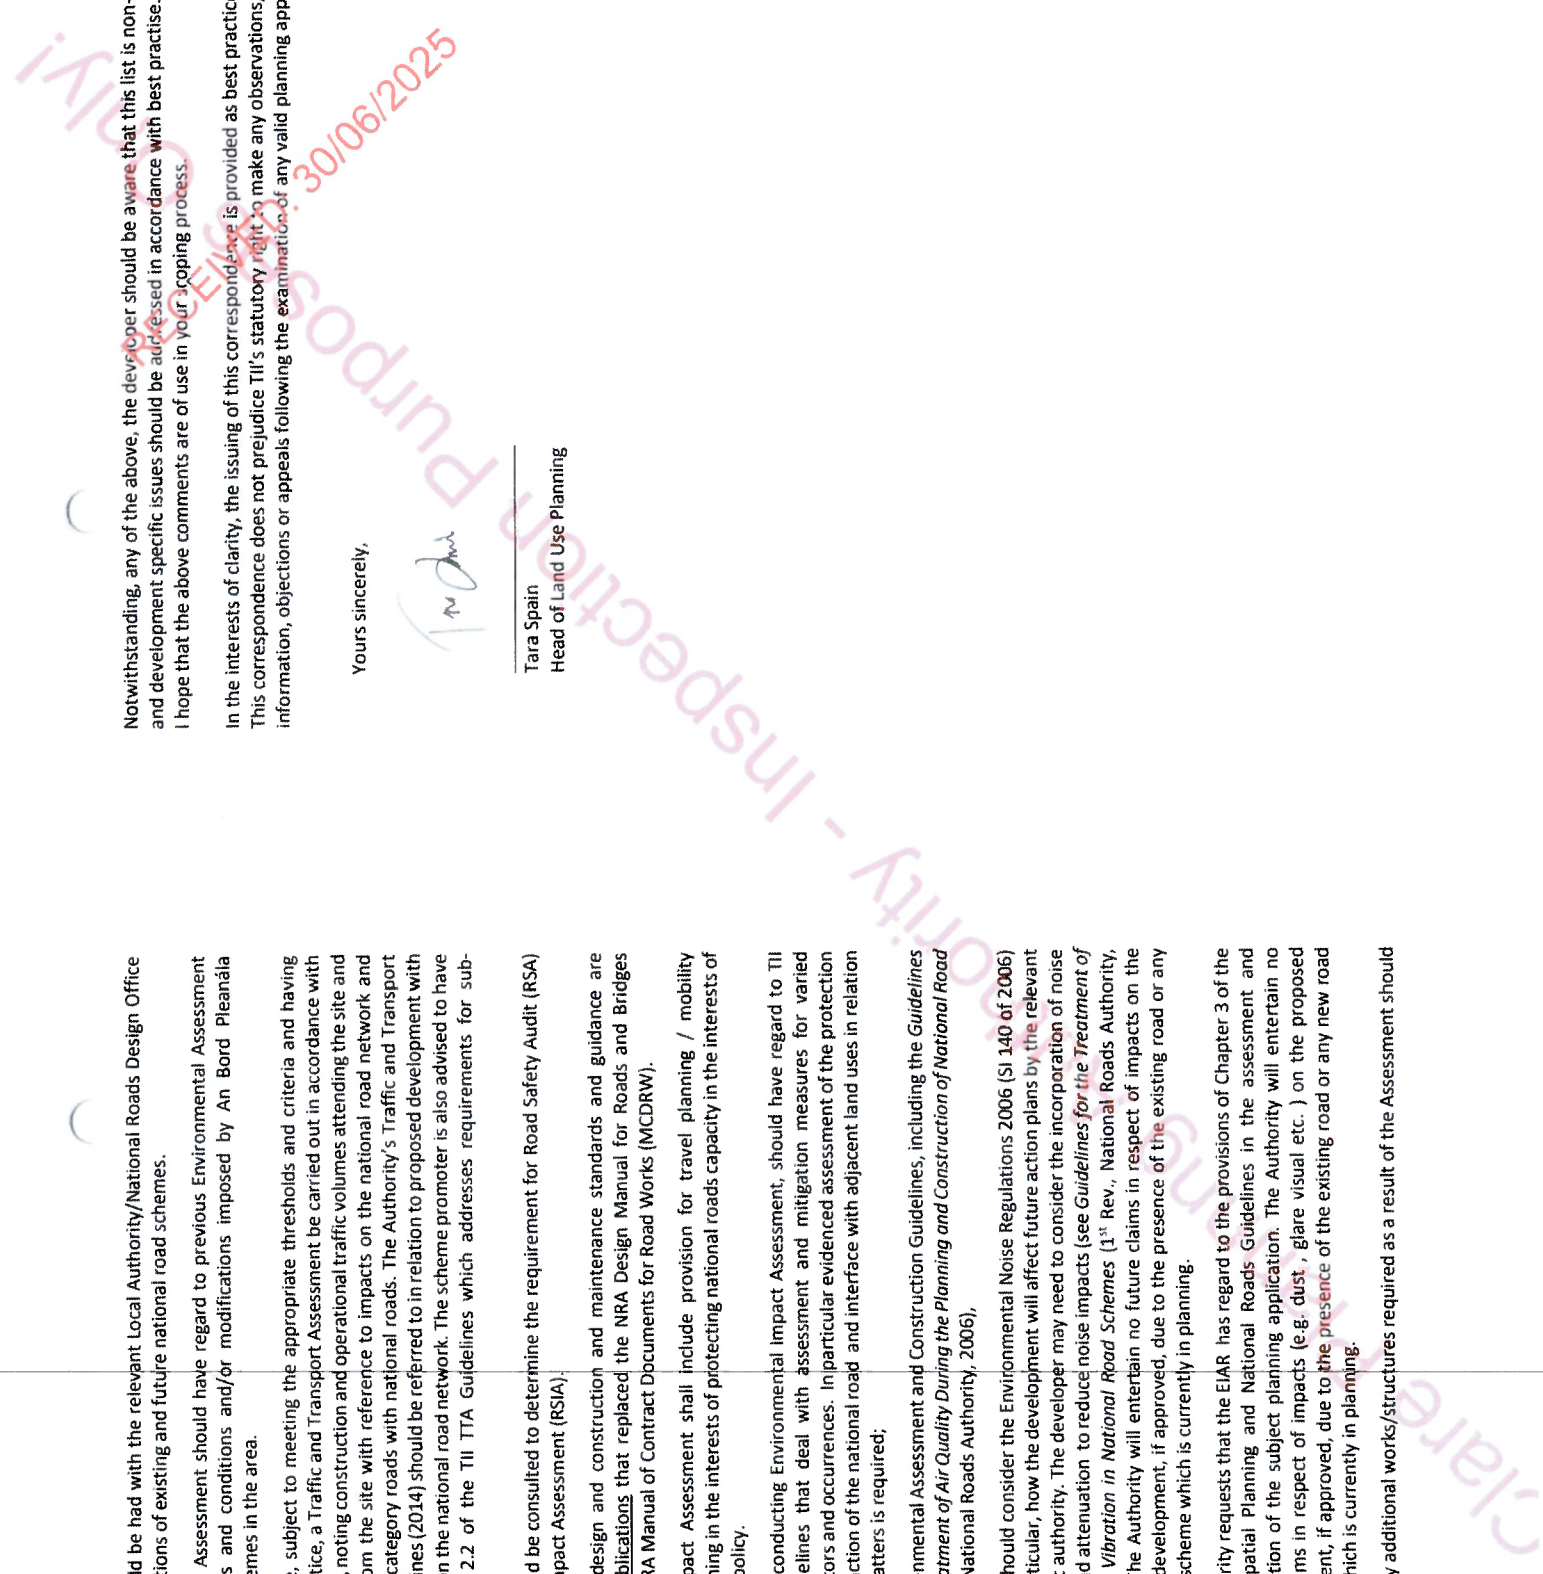 ld be had with the relevant Local Authority/National Roads Design Office
tions of existing and future national road schemes.
Assessment should have regard to previous Environmental Assessment
s and conditions and/or modifications imposed by An Bord Pleanála
emes in the area.
, subject to meeting the appropriate thresholds and criteria and having
tice, a Traffic and Transport Assessment be carried out in accordance with
, noting construction and operational traffic volumes attending the site and
om the site with reference to impacts on the national road network and
category roads with national roads. The Authority's Traffic and Transport
ines (2014) should be referred to in relation to proposed development with
n the national road network. The scheme promoter is also advised to have
2.2 of the TII TTA Guidelines which addresses requirements for sub-
d be consulted to determine the requirement for Road Safety Audit (RSA)
pact Assessment (RSIA).
design and construction and maintenance standards and guidance are
blications that replaced the NRA Design Manual for Roads and Bridges
RA Manual of Contract Documents for Road Works (MCDRW).
pact Assessment shall include provision for travel planning / mobility
ning in the interests of protecting national roads capacity in the interests of
policy.
conducting Environmental Impact Assessment, should have regard to TII
elines that deal with assessment and mitigation measures for varied
tors and occurrences. In particular evidenced assessment of the protection
ction of the national road and interface with adjacent land uses in relation
atters is required;
nmental Assessment and Construction Guidelines, including the Guidelines
atment of Air Quality During the Planning and Construction of National Road
National Roads Authority, 2006),
hould consider the Environmental Noise Regulations 2006 (SI 140 of 2006)
ticular, how the development will affect future action plans by the relevant
t authority. The developer may need to consider the incorporation of noise
d attenuation to reduce noise impacts (see Guidelines for the Treatment of
Vibration in National Road Schemes (1st Rev., National Roads Authority,
he Authority will entertain no future claims in respect of impacts on the
development, if approved, due to the presence of the existing road or any
scheme which is currently in planning.
rity requests that the EIAR has regard to the provisions of Chapter 3 of the
patial Planning and National Roads Guidelines in the assessment and
tion of the subject planning application. The Authority will entertain no
ms in respect of impacts (e.g. dust , glare visual etc. ) on the proposed
ent, if approved, due to the presence of the existing road or any new road
hich is currently in planning.
y additional works/structures required as a result of the Assessment should
Notwithstanding, any of the above, the developer should be aware that this list is non-
and development specific issues should be addressed in accordance with best practise.
I hope that the above comments are of use in your scoping process.
In the interests of clarity, the issuing of this correspondence is provided as best practic
This correspondence does not prejudice TII's statutory right to make any observations,
information, objections or appeals following the examination of any valid planning app
Yours sincerely,
Tara Spain
Head of Land Use Planning
RECEIVED: 30/06/2025
Clare Planning Authority - Inspection Purposes Only!